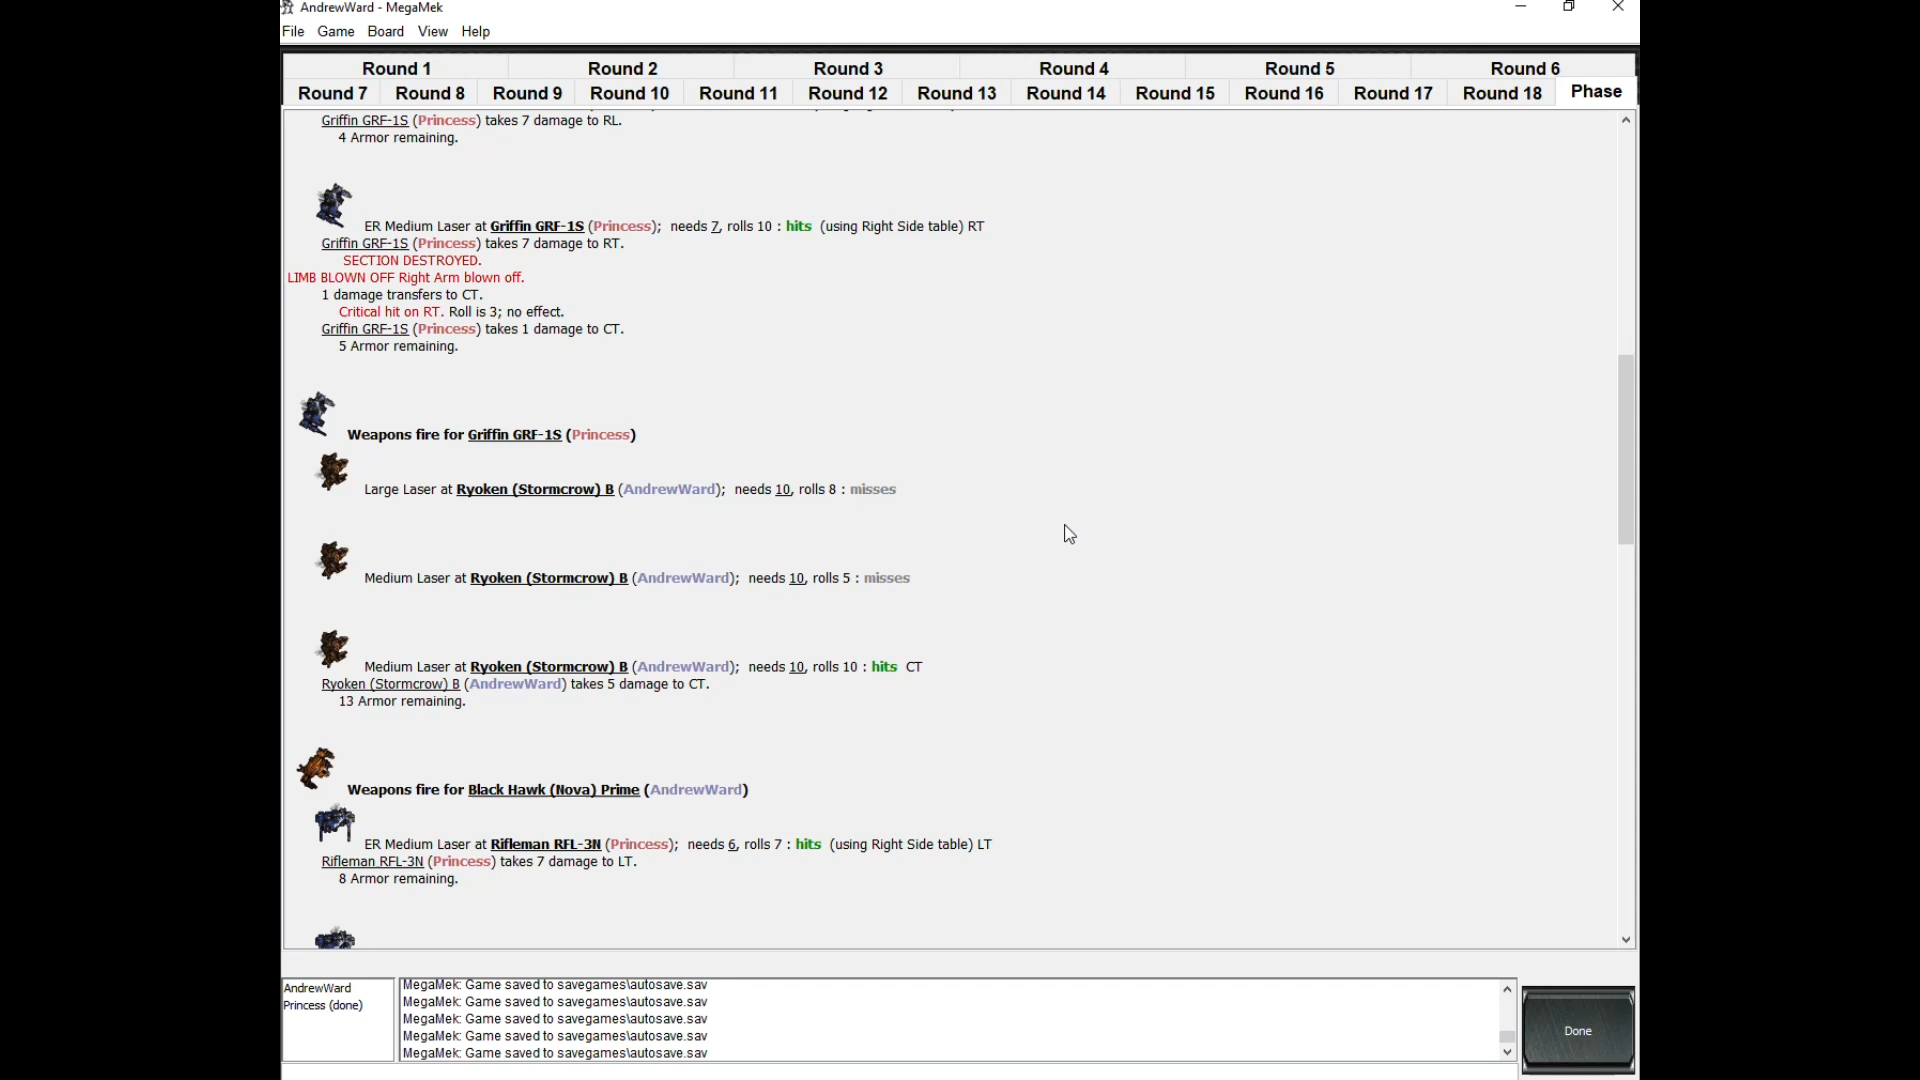 AndrewWard - MegaMek
File Game Board View Help
Round 1 Round 2 Round 3 Round 4 Round 5 Round 6
Round 7 Round 8 Round 9 Round 10 Round 11 Round 12 Round 13 Round 14 Round 15 Round 16 Round 17 Round 18 Phase
Griffin GRF-1S (Princess) takes 7 damage to RL.
4 Armor remaining.
ER Medium Laser at Griffin GRF-1S (Princess); needs 7, rolls 10 : hits (using Right Side table) RT
Griffin GRF-1S (Princess) takes 7 damage to RT.
SECTION DESTROYED.
LIMB BLOWN OFF Right Arm blown off.
1 damage transfers to CT.
Critical hit on RT. Roll is 3; no effect.
Griffin GRF-1S (Princess) takes 1 damage to CT.
5 Armor remaining.
Weapons fire for Griffin GRF-1S (Princess)
Large Laser at Ryoken (Stormcrow) B (AndrewWard); needs 10, rolls 8 : misses
Medium Laser at Ryoken (Stormcrow) B (AndrewWard); needs 10, rolls 5 : misses
Medium Laser at Ryoken (Stormcrow) B (AndrewWard); needs 10, rolls 10 : hits CT
Ryoken (Stormcrow) B (AndrewWard) takes 5 damage to CT.
13 Armor remaining.
Weapons fire for Black Hawk (Nova) Prime (AndrewWard)
ER Medium Laser at Rifleman RFL-3N (Princess); needs 6, rolls 7 : hits (using Right Side table) LT
Rifleman RFL-3N (Princess) takes 7 damage to LT.
8 Armor remaining.
AndrewWard
Princess (done)
MegaMek: Game saved to savegames\autosave.sav
MegaMek: Game saved to savegames\autosave.sav
MegaMek: Game saved to savegames\autosave.sav
MegaMek: Game saved to savegames\autosave.sav
MegaMek: Game saved to savegames\autosave.sav
Done